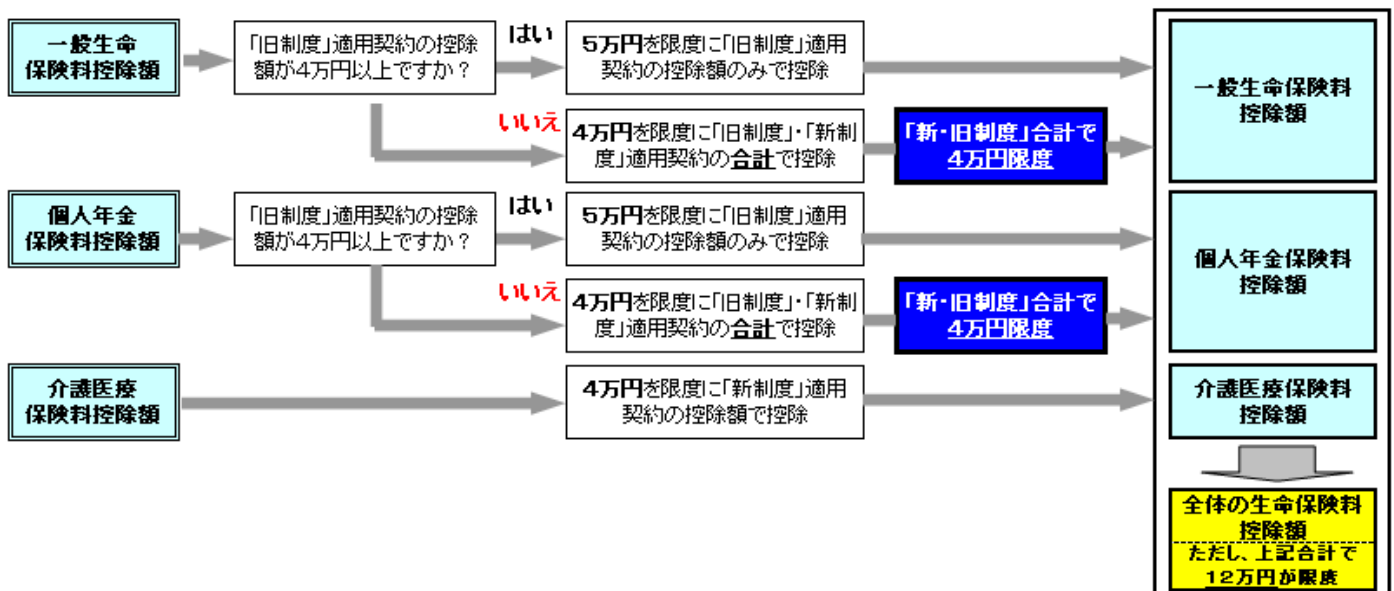 一般生命
保険料控除額
「旧制度」適用契約の控除
額が4万円以上ですか？
はい
5万円を限度に「旧制度」適用
契約の控除額のみで控除
いいえ
4万円を限度に「旧制度」・「新制
度」適用契約の合計で控除
「新・旧制度」合計で
4万円限度
一般生命保険料
控除額
個人年金
保険料控除額
「旧制度」適用契約の控除
額が4万円以上ですか？
はい
5万円を限度に「旧制度」適用
契約の控除額のみで控除
いいえ
4万円を限度に「旧制度」・「新制
度」適用契約の合計で控除
「新・旧制度」合計で
4万円限度
個人年金保険料
控除額
介護医療
保険料控除額
4万円を限度に「新制度」適用
契約の控除額で控除
介護医療保険料
控除額
全体の生命保険料
控除額
ただし、上記合計で
12万円が限度